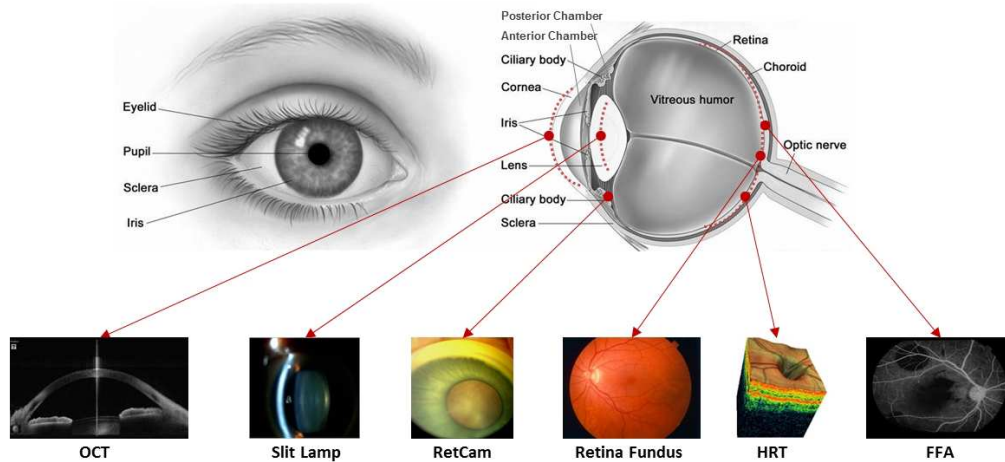 Posterior Chamber
Anterior Chamber
Ciliary body
Cornea
Iris
Lens
Ciliary body
Sclera
Retina
Choroid
Vitreous humor
Optic nerve
Eyelid
Pupil
Sclera
Iris
OCT
Slit Lamp
RetCam
Retina Fundus
HRT
FFA